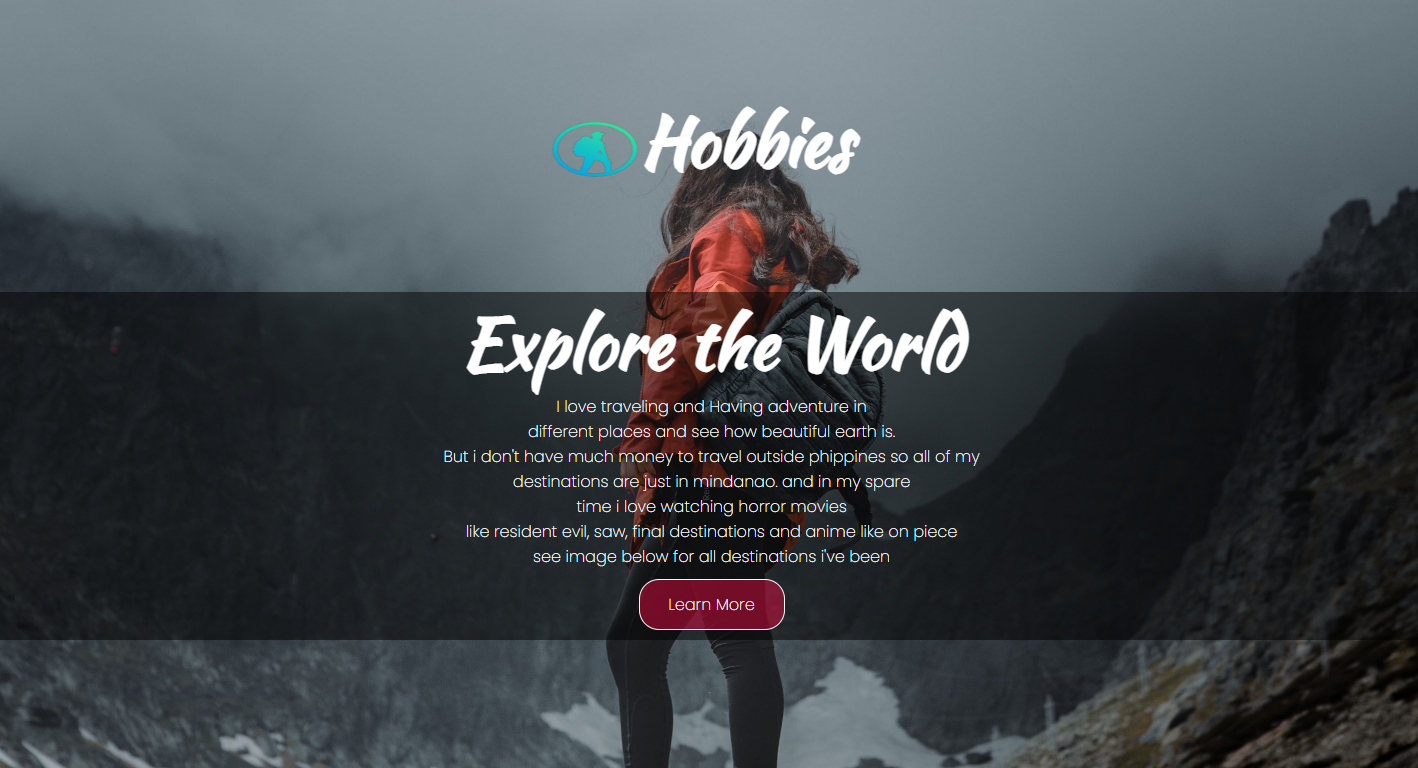 Hobbies
Explore the World
I love traveling and Having adventure in
different places and see how beautiful earth is.
But i don't have much money to travel outside phippines so all of my
destinations are just in mindanao. and in my spare
time i love watching horror movies
like resident evil, saw, final destinations and anime like on piece
see image below for all destinations i've been
Learn More